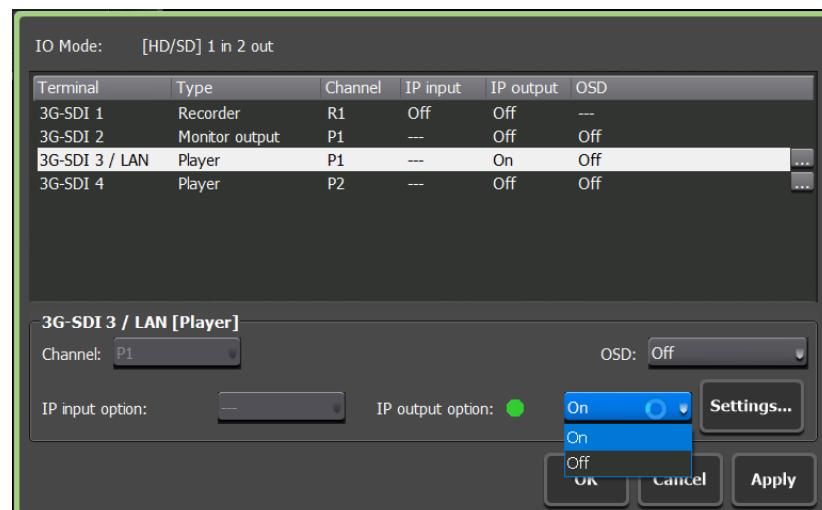 IO Mode: [HD/SD] 1 in 2 out
Terminal Type Channel IP input IP output OSD
3G-SDI 1 Recorder R1 Off Off ---
3G-SDI 2 Monitor output P1 --- Off Off
3G-SDI 3 / LAN Player P1 --- On Off ...
3G-SDI 4 Player P2 --- Off Off ...
3G-SDI 3 / LAN [Player]
Channel: P1 OSD: Off
IP input option: --- IP output option: On Settings...
On
Off
OK Cancel Apply